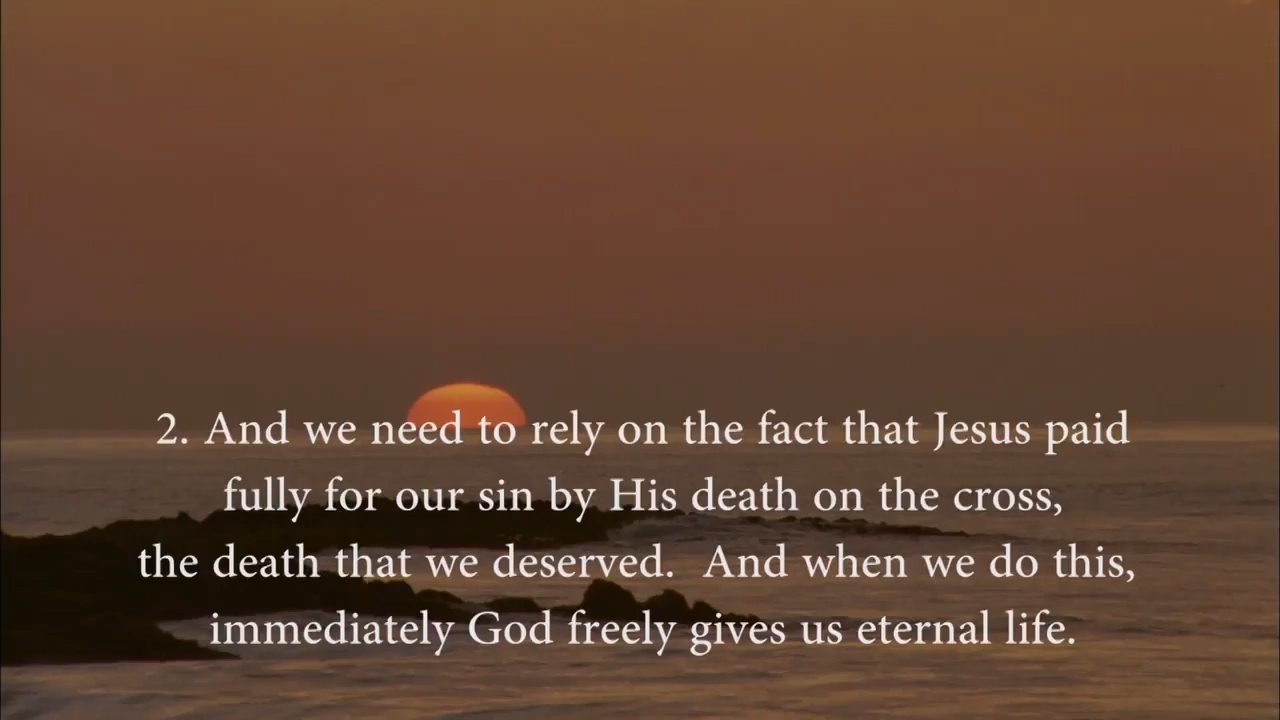 2. And we need to rely on the fact that Jesus paid
fully for our sin by His death on the cross,
the death that we deserved.  And when we do this,
immediately God freely gives us eternal life.